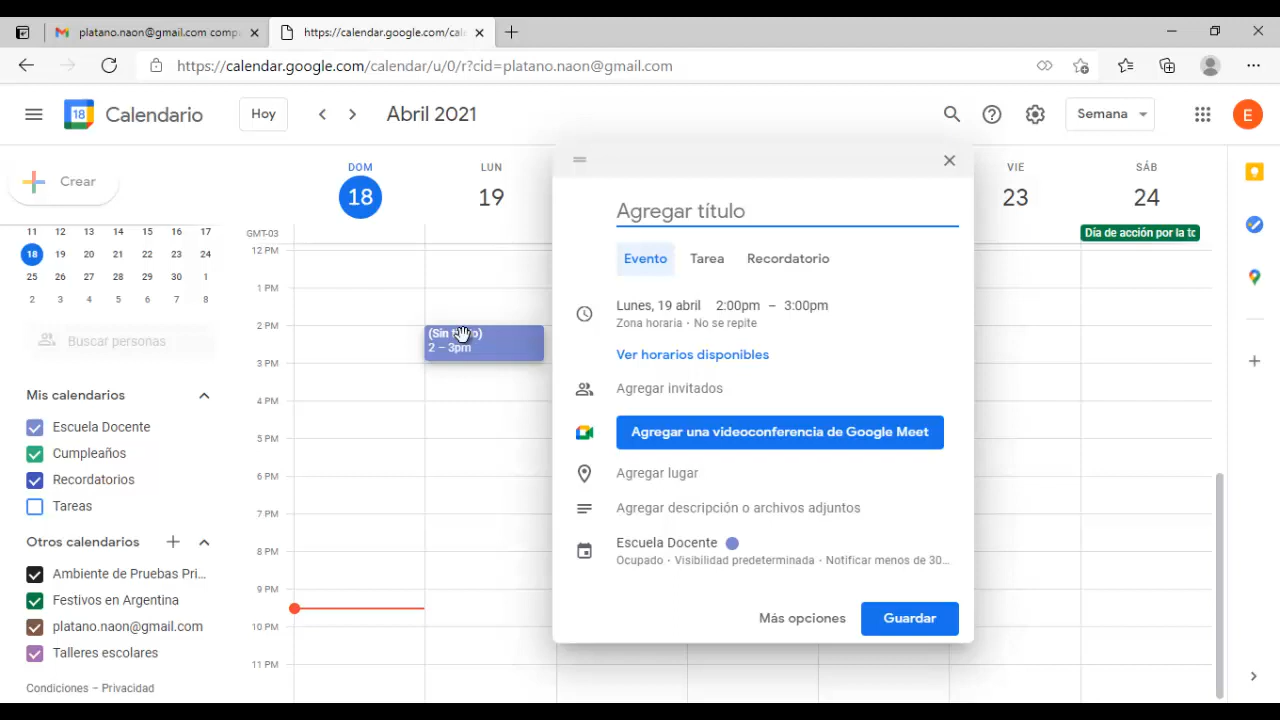 platano.naon@gmail.com compa
https://calendar.google.com/cale
https://calendar.google.com/calendar/u/0/r?cid=platano.naon@gmail.com
18
Calendario
Hoy
Abril 2021
Semana
E
Crear
DOM
18
LUN
19
VIE
23
SÁB
24
GMT-03
Día de acción por la tc
11 12 13 14 15 16 17
18 19 20 21 22 23 24
25 26 27 28 29 30 1
2 3 4 5 6 7 8
Buscar personas
Mis calendarios
Escuela Docente
Cumpleaños
Recordatorios
Tareas
Otros calendarios
Ambiente de Pruebas Pri...
Festivos en Argentina
platano.naon@gmail.com
Talleres escolares
Condiciones – Privacidad
12 PM
1 PM
2 PM
3 PM
4 PM
5 PM
6 PM
7 PM
8 PM
9 PM
10 PM
11 PM
(Sin
2 – 3pm
Agregar título
Evento
Tarea
Recordatorio
Lunes, 19 abril 2:00pm – 3:00pm
Zona horaria · No se repite
Ver horarios disponibles
Agregar invitados
Agregar una videoconferencia de Google Meet
Agregar lugar
Agregar descripción o archivos adjuntos
Escuela Docente
Ocupado · Visibilidad predeterminada · Notificar menos de 30...
Más opciones
Guardar